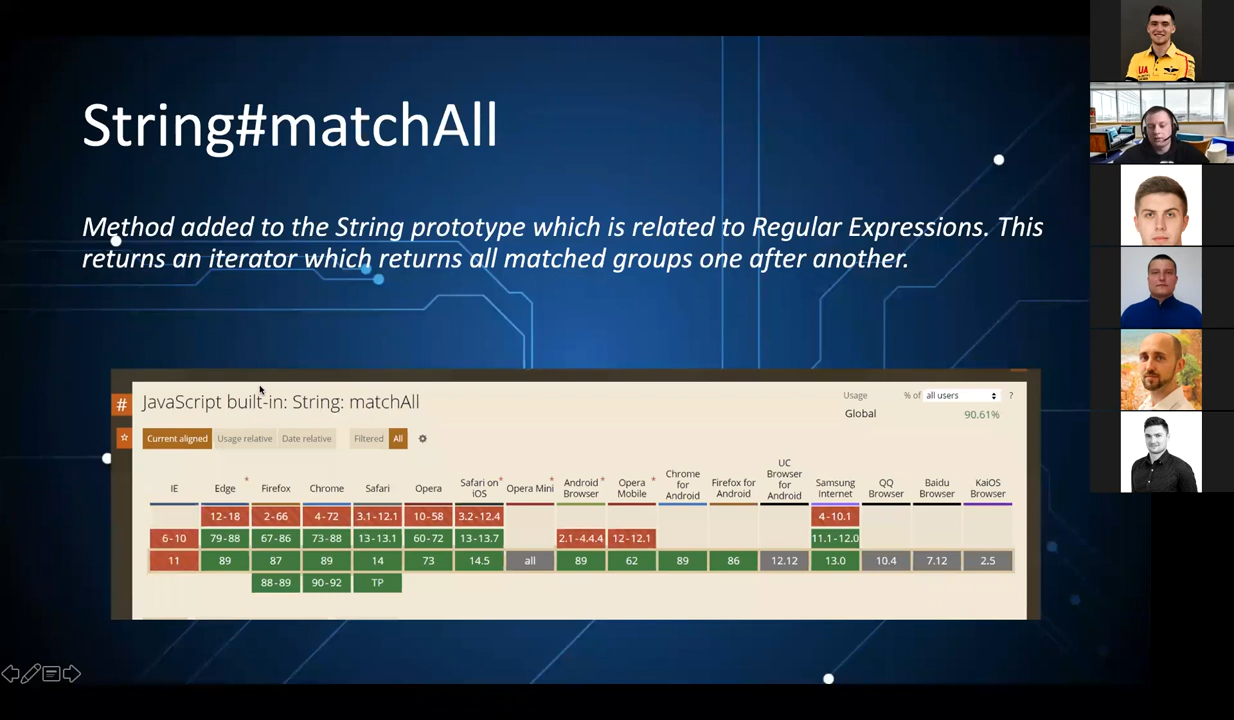 String#matchAll
Method added to the String prototype which is related to Regular Expressions. This
returns an iterator which returns all matched groups one after another.
#
JavaScript built-in: String: matchAll
Usage % of all users ?
Global 90.61%
Current aligned Usage relative Date relative Filtered All
IE Edge * Firefox Chrome Safari Opera Safari on iOS * Opera Mini * Android Browser * Opera Mobile * Chrome for Android Firefox for Android UC Browser for Android Samsung Internet QQ Browser Baidu Browser KaiOS Browser
12-18 2-66 4-72 3.1-12.1 10-58 3.2-12.4 4-10.1
6-10 79-88 67-86 73-88 13-13.1 60-72 13-13.7 2.1-4.4.4 12-12.1 11.1-12.0
11 89 87 89 14 73 14.5 all 89 62 89 86 12.12 13.0 10.4 7.12 2.5
88-89 90-92 TP
UA